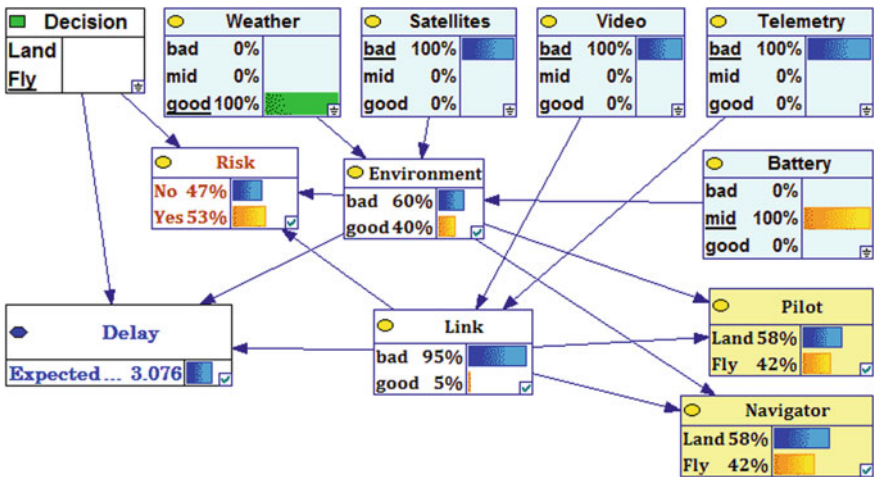 Decision
Land
Fly
Weather
bad 0%
mid 0%
good 100%
Satellites
bad 100%
mid 0%
good 0%
Video
bad 100%
mid 0%
good 0%
Telemetry
bad 100%
mid 0%
good 0%
Risk
No 47%
Yes 53%
Environment
bad 60%
good 40%
Battery
bad 0%
mid 100%
good 0%
Delay
Expected ... 3.076
Link
bad 95%
good 5%
Pilot
Land 58%
Fly 42%
Navigator
Land 58%
Fly 42%